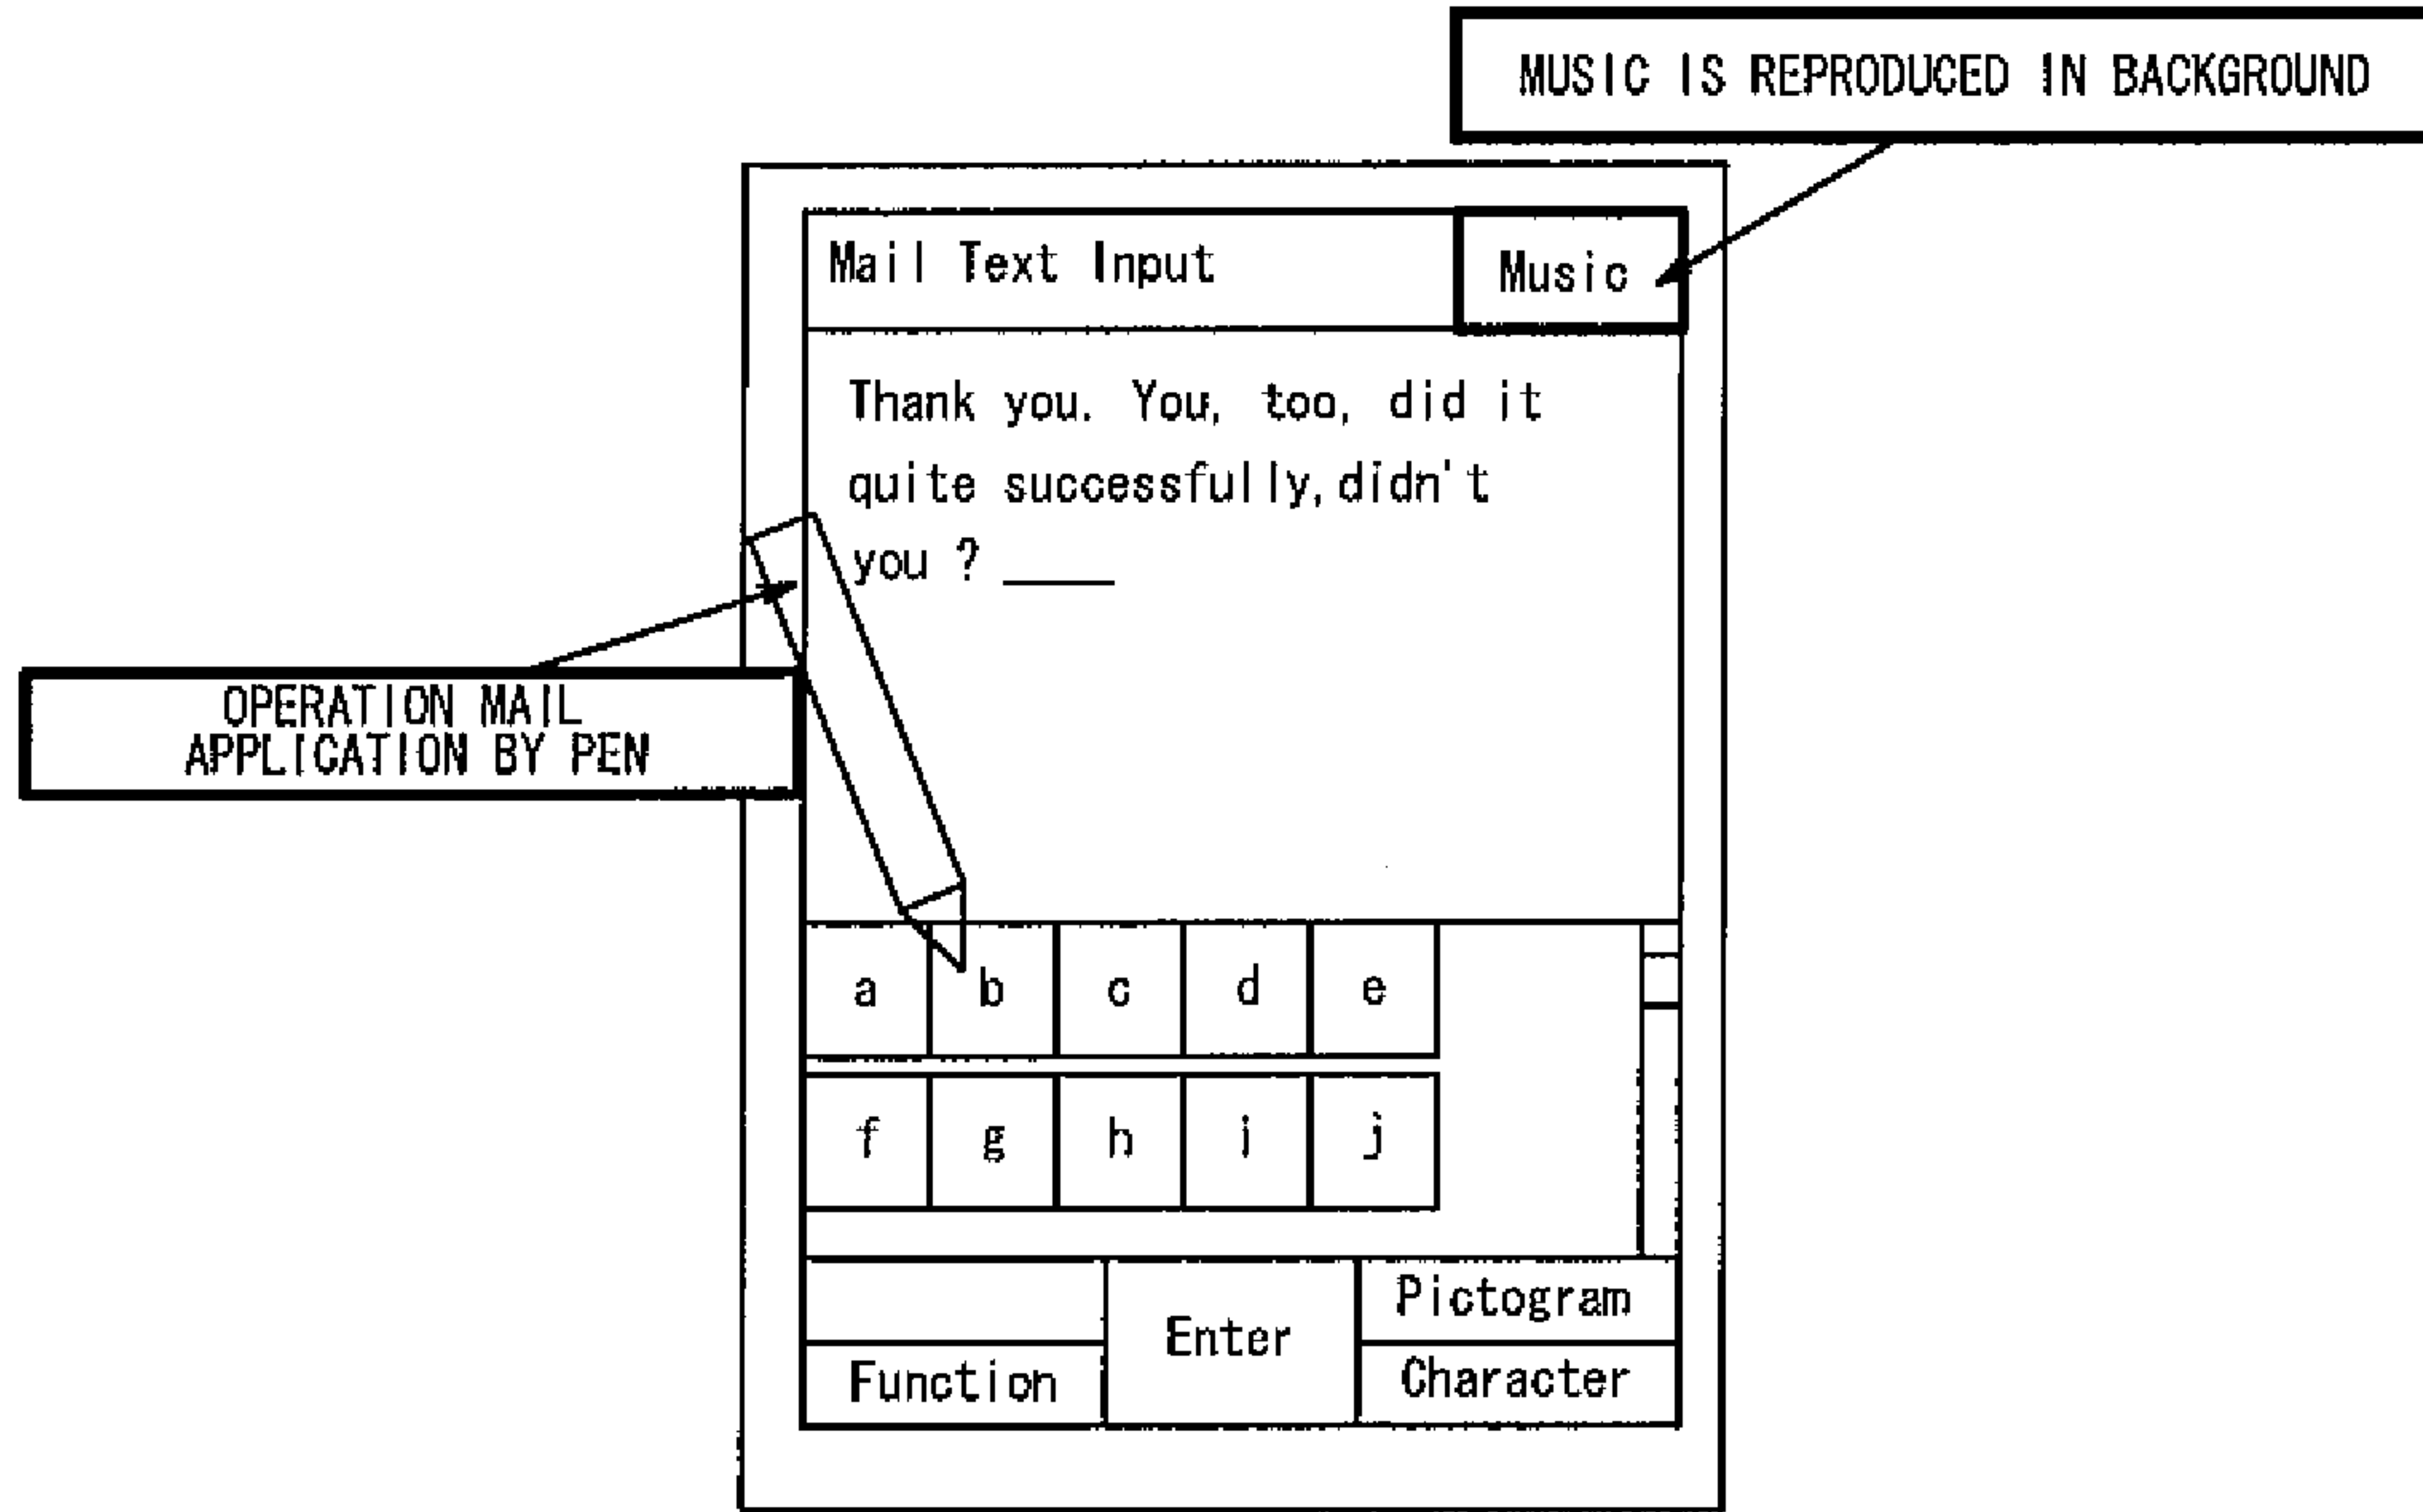 MUSIC IS REPRODUCED IN BACKGROUND
Mail Text Input
Music
Thank you. You, too, did it
quite successfully,didn't
you ?
OPERATION MAIL
APPLICATION BY PEN
a b c d e
f g h i j
Enter
Pictogram
Function
Character